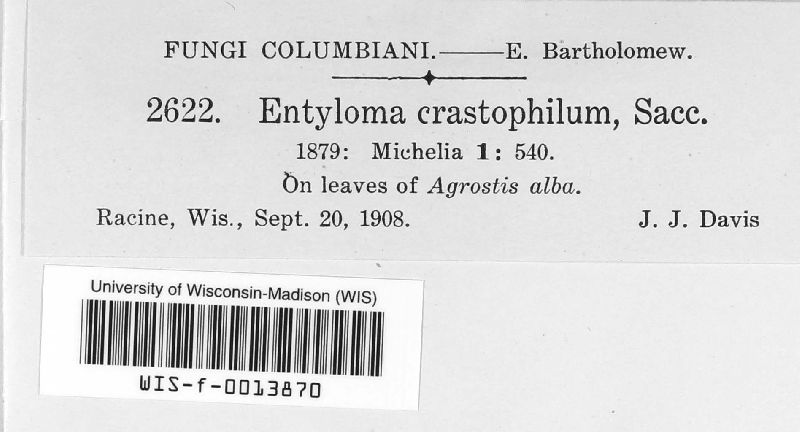 FUNGI COLUMBIANI.——E. Bartholomew.
2622. Entyloma crastophilum, Sacc.
1879: Michelia 1: 540.
On leaves of Agrostis alba.
Racine, Wis., Sept. 20, 1908. J. J. Davis
University of Wisconsin-Madison (WIS)
WIS-f-0013870